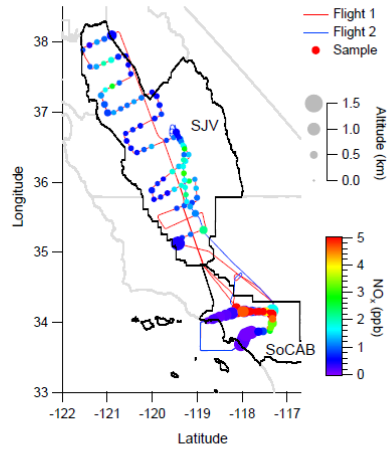 Flight 1
Flight 2
Sample
38
37
36
35
34
33
Longitude
SJV
SoCAB
1.5
1.0
0.5
0.0
Altitude (km)
5
4
3
2
1
0
NOx (ppb)
-122
-121
-120
-119
-118
-117
Latitude